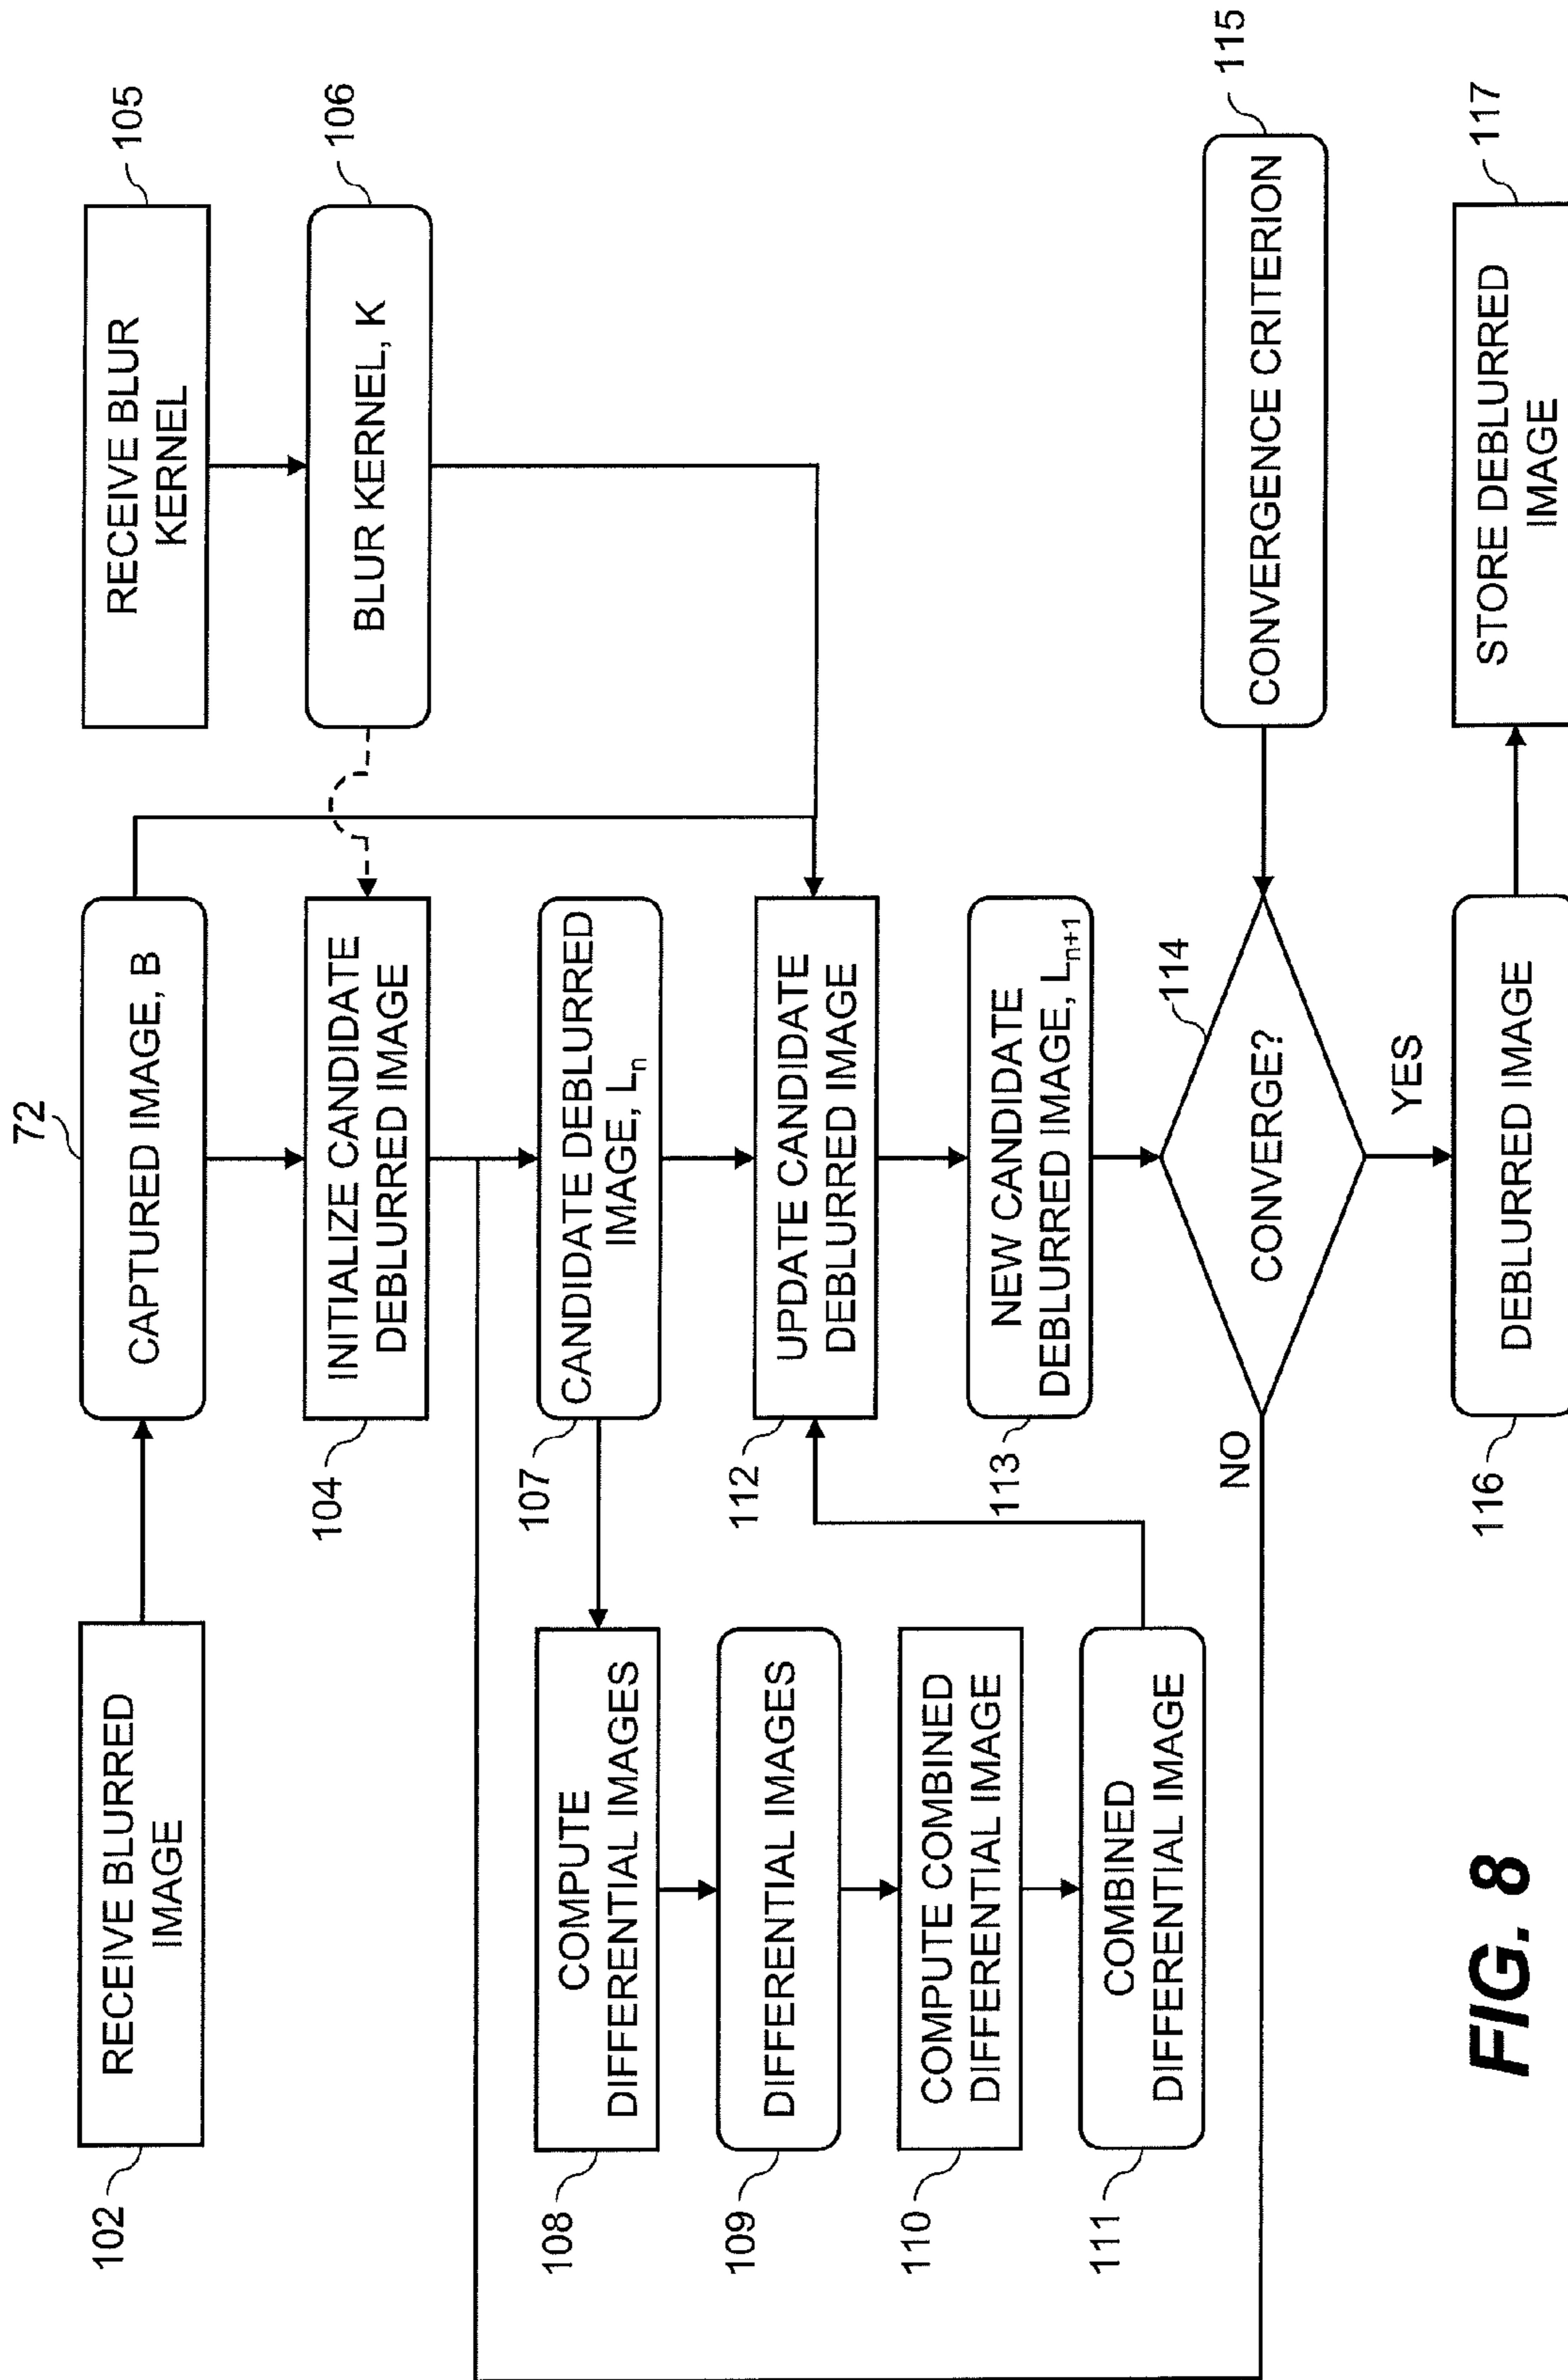 72
102
RECEIVE BLURRED
IMAGE
CAPTURED IMAGE, B
RECEIVE BLUR
KERNEL
105
104
INITIALIZE CANDIDATE
DEBLURRED IMAGE
BLUR KERNEL, K
106
107
CANDIDATE DEBLURRED
IMAGE, Ln
108
COMPUTE
DIFFERENTIAL IMAGES
109
DIFFERENTIAL IMAGES
112
UPDATE CANDIDATE
DEBLURRED IMAGE
110
COMPUTE COMBINED
DIFFERENTIAL IMAGE
113
NEW CANDIDATE
DEBLURRED IMAGE, Ln+1
111
COMBINED
DIFFERENTIAL IMAGE
114
CONVERGE?
NO
CONVERGENCE CRITERION
115
YES
116
DEBLURRED IMAGE
STORE DEBLURRED
IMAGE
117
FIG. 8